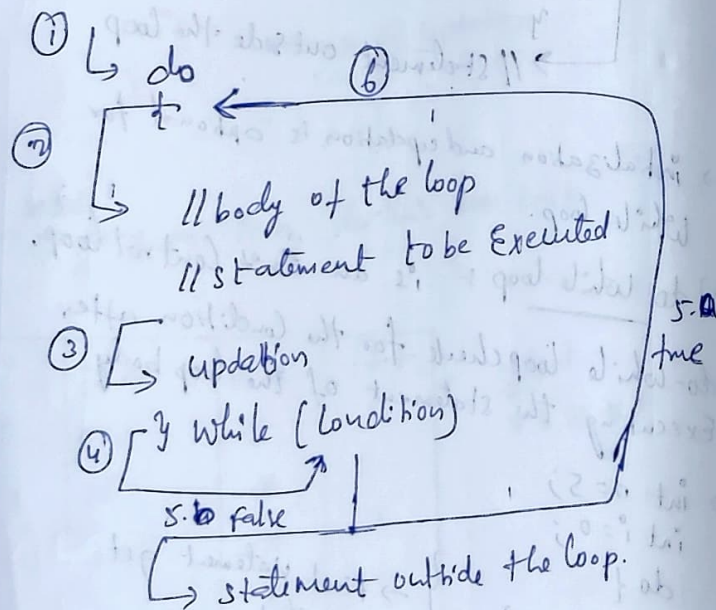 ① do
⑥
{
②
//body of the loop
//statement to be Executed
5.a
true
③ updation
④ } while (condition)
5.b false
statement outside the loop.